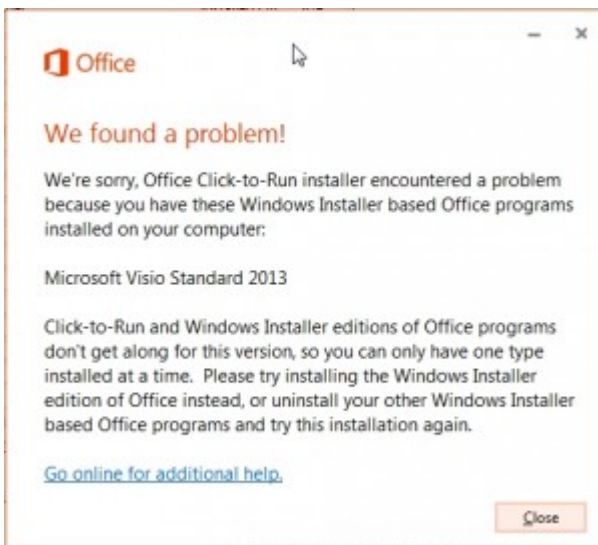 Office
We found a problem!
We're sorry, Office Click-to-Run installer encountered a problem
because you have these Windows Installer based Office programs
installed on your computer:
Microsoft Visio Standard 2013
Click-to-Run and Windows Installer editions of Office programs
don't get along for this version, so you can only have one type
installed at a time. Please try installing the Windows Installer
edition of Office instead, or uninstall your other Windows Installer
based Office programs and try this installation again.
Go online for additional help.
Close